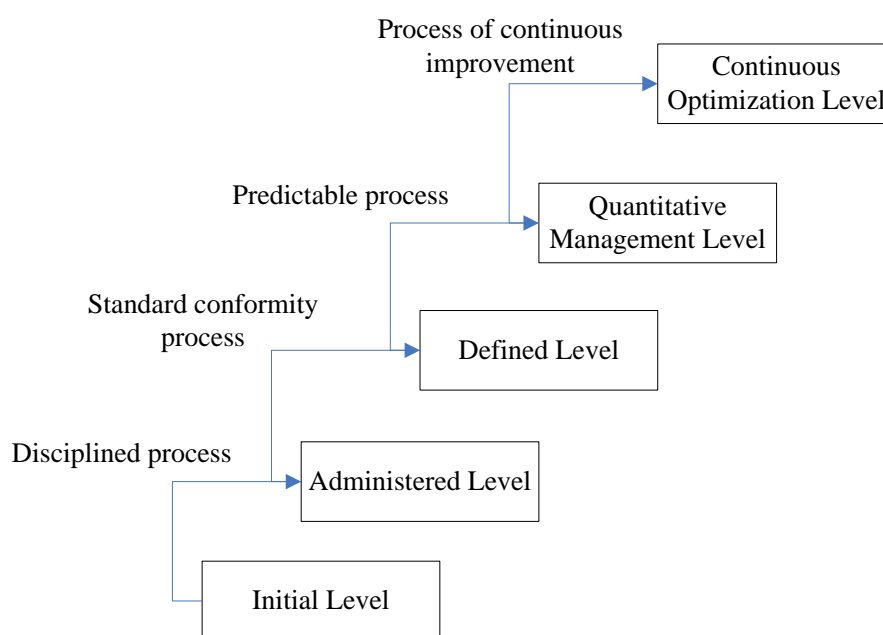 Process of continuous
improvement
Continuous
Optimization Level
Predictable process
Quantitative
Management Level
Standard conformity
process
Defined Level
Disciplined process
Administered Level
Initial Level